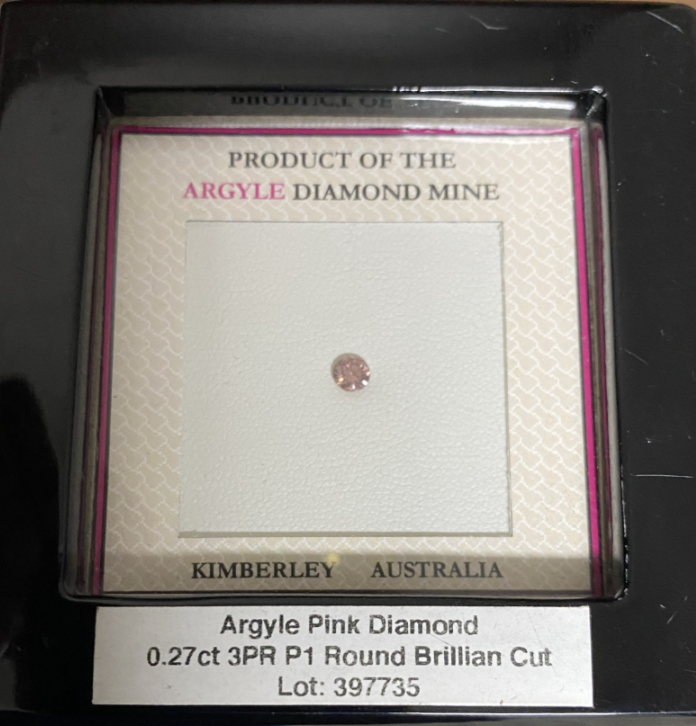 PRODUCT OF THE
ARGYLE DIAMOND MINE
KIMBERLEY AUSTRALIA
Argyle Pink Diamond
0.27ct 3PR P1 Round Brillian Cut
Lot: 397735